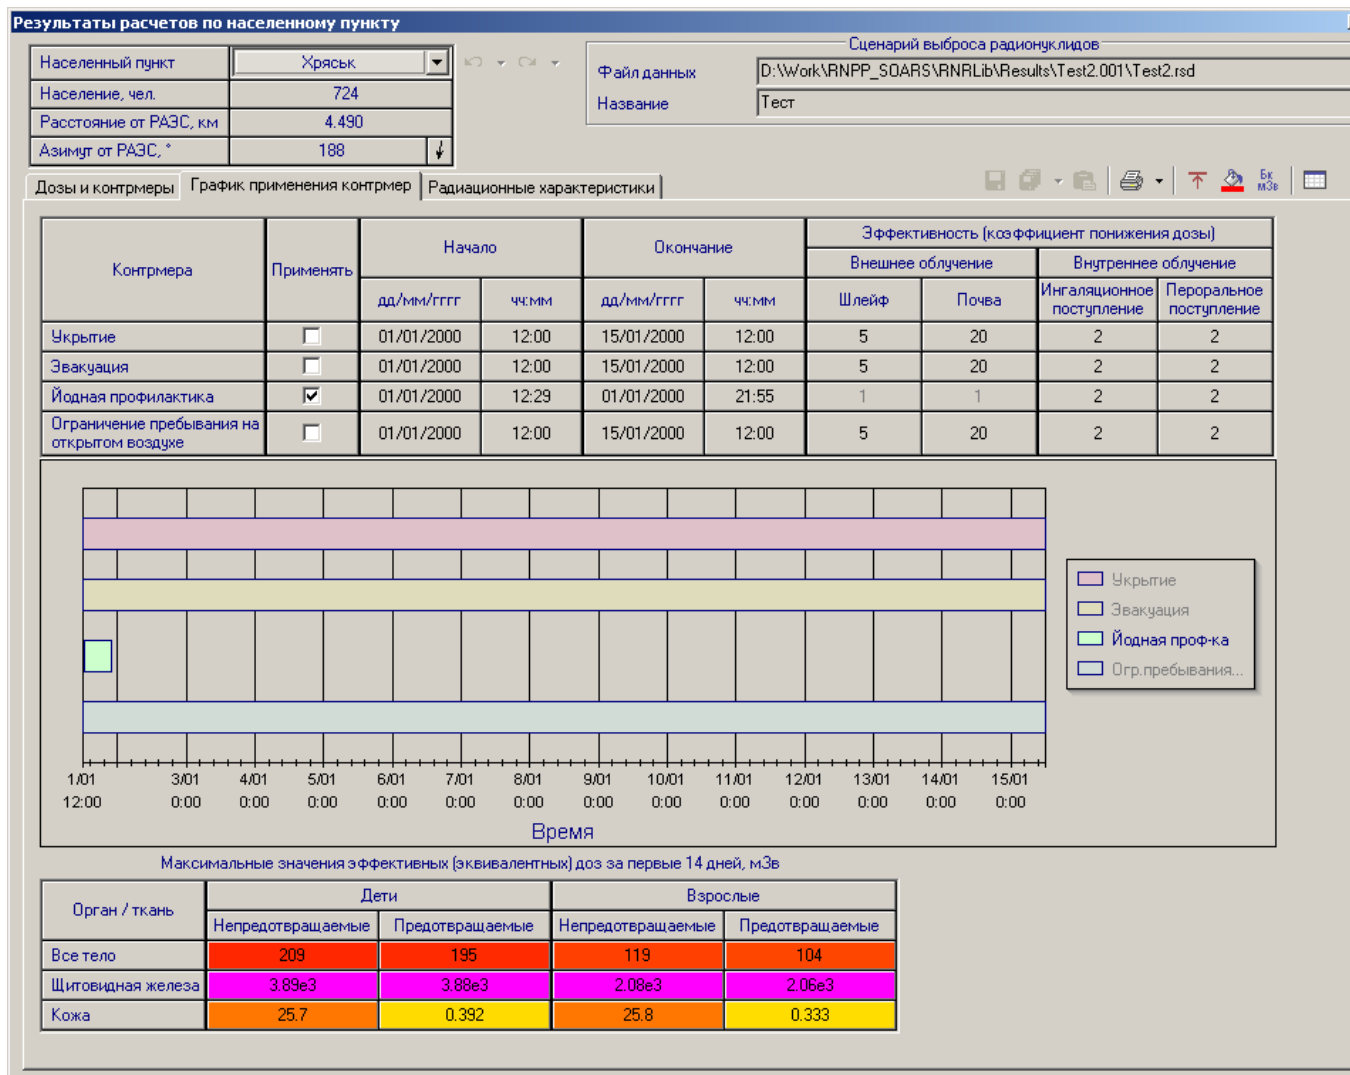 Результаты расчетов по населенному пункту
Населенный пункт Хряськ
Население, чел. 724
Расстояние от РАЭС, км 4.490
Азимут от РАЭС, ° 188
Сценарий выброса радионуклидов
Файл данных D:\Work\RNPP_SOARS\RNRLib\Results\Test2.001\Test2.rsd
Название Тест
Дозы и контрмеры График применения контрмер Радиационные характеристики
Бк
мЗв
Контрмера Применять Начало Окончание Эффективность (коэффициент понижения дозы)
Внешнее облучение Внутреннее облучение
дд/мм/гггг чч:мм дд/мм/гггг чч:мм Шлейф Почва Ингаляционное поступление Пероральное поступление
Укрытие 01/01/2000 12:00 15/01/2000 12:00 5 20 2 2
Эвакуация 01/01/2000 12:00 15/01/2000 12:00 5 20 2 2
Йодная профилактика 01/01/2000 12:29 01/01/2000 21:55 1 1 2 2
Ограничение пребывания на
открытом воздухе 01/01/2000 12:00 15/01/2000 12:00 5 20 2 2
Укрытие
Эвакуация
Йодная проф-ка
Огр.пребывания...
1/01 3/01 4/01 5/01 6/01 7/01 8/01 9/01 10/01 11/01 12/01 13/01 14/01 15/01
12:00 0:00 0:00 0:00 0:00 0:00 0:00 0:00 0:00 0:00 0:00 0:00 0:00 0:00
Время
Максимальные значения эффективных (эквивалентных) доз за первые 14 дней, мЗв
Орган / ткань Дети Взрослые
Непредотвращаемые Предотвращаемые Непредотвращаемые Предотвращаемые
Все тело 209 195 119 104
Щитовидная железа 3.89e3 3.88e3 2.08e3 2.06e3
Кожа 25.7 0.392 25.8 0.333